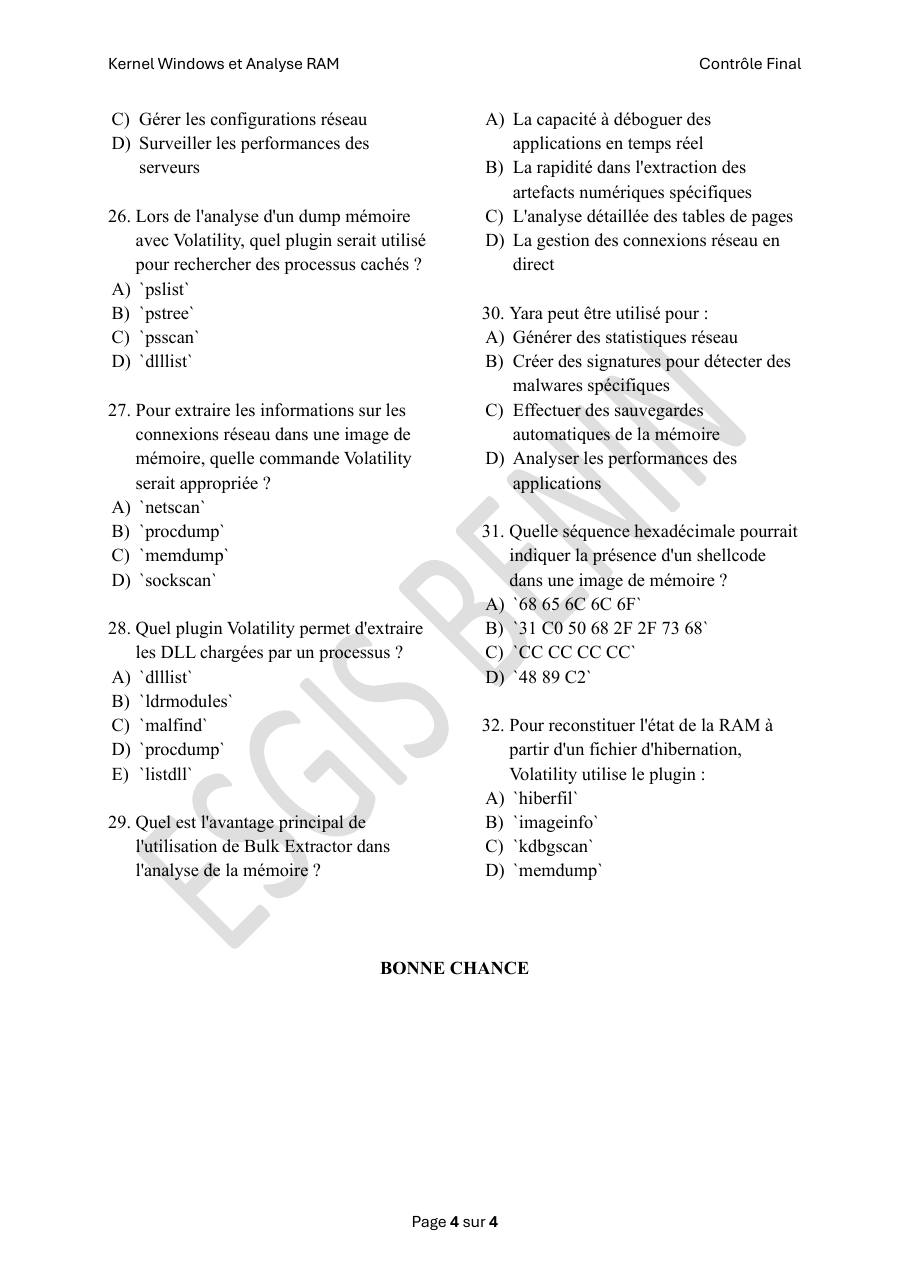 Kernel Windows et Analyse RAM
Contrôle Final
C) Gérer les configurations réseau
D) Surveiller les performances des
serveurs
26. Lors de l'analyse d'un dump mémoire
avec Volatility, quel plugin serait utilisé
pour rechercher des processus cachés ?
A) `pslist`
B) `pstree`
C) `psscan`
D) `dlllist`
27. Pour extraire les informations sur les
connexions réseau dans une image de
mémoire, quelle commande Volatility
serait appropriée ?
A) `netscan`
B) `procdump`
C) `memdump`
D) `sockscan`
28. Quel plugin Volatility permet d'extraire
les DLL chargées par un processus ?
A) `dlllist`
B) `ldrmodules`
C) `malfind`
D) `procdump`
E) `listdll`
29. Quel est l'avantage principal de
l'utilisation de Bulk Extractor dans
l'analyse de la mémoire ?
A) La capacité à déboguer des
applications en temps réel
B) La rapidité dans l'extraction des
artefacts numériques spécifiques
C) L'analyse détaillée des tables de pages
D) La gestion des connexions réseau en
direct
30. Yara peut être utilisé pour :
A) Générer des statistiques réseau
B) Créer des signatures pour détecter des
malwares spécifiques
C) Effectuer des sauvegardes
automatiques de la mémoire
D) Analyser les performances des
applications
31. Quelle séquence hexadécimale pourrait
indiquer la présence d'un shellcode
dans une image de mémoire ?
A) `68 65 6C 6C 6F`
B) `31 C0 50 68 2F 2F 73 68`
C) `CC CC CC CC`
D) `48 89 C2`
32. Pour reconstituer l'état de la RAM à
partir d'un fichier d'hibernation,
Volatility utilise le plugin :
A) `hiberfil`
B) `imageinfo`
C) `kdbgscan`
D) `memdump`
ESGIS BENIN
BONNE CHANCE
Page 4 sur 4